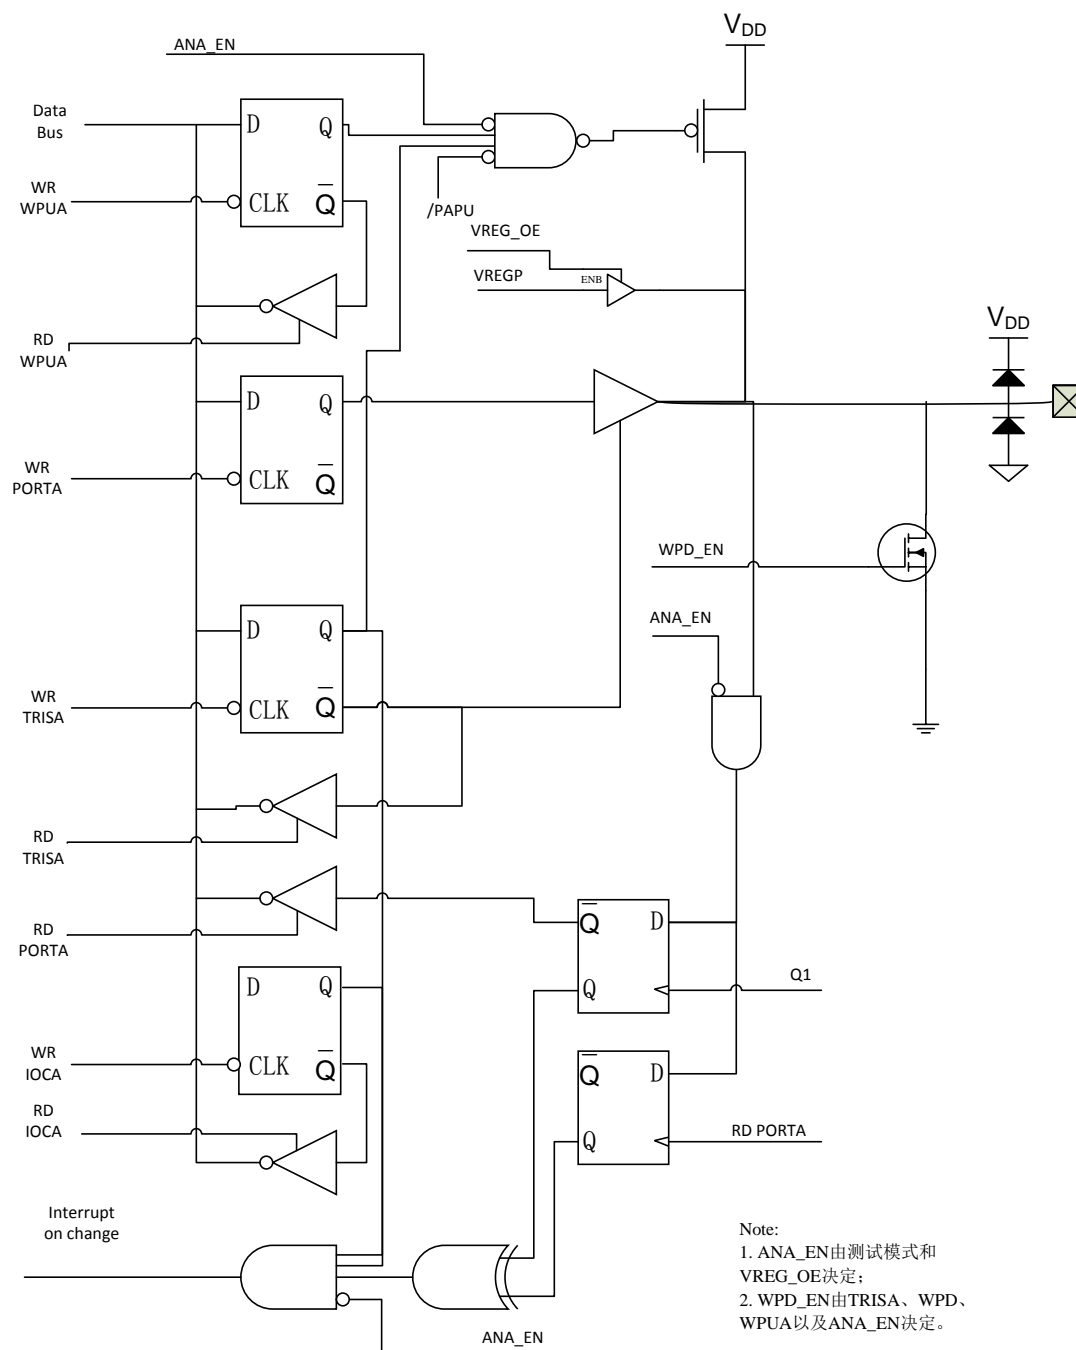 V_DD
ANA_EN
Data
Bus
D
Q
WR
WPUA
CLK
Q̅
/PAPU
VREG_OE
VREGP
ENB
RD
WPUA
V_DD
D
Q
WR
PORTA
CLK
Q̅
WPD_EN
ANA_EN
D
Q
WR
TRISA
CLK
Q̅
RD
TRISA
RD
PORTA
Q̅
D
Q
Q1
D
Q
WR
IOCA
CLK
Q̅
Q̅
D
Q
RD PORTA
RD
IOCA
Interrupt
on change
ANA_EN
Note:
1. ANA_EN由测试模式和
VREG_OE决定；
2. WPD_EN由TRISA、WPD、
WPUA以及ANA_EN决定。